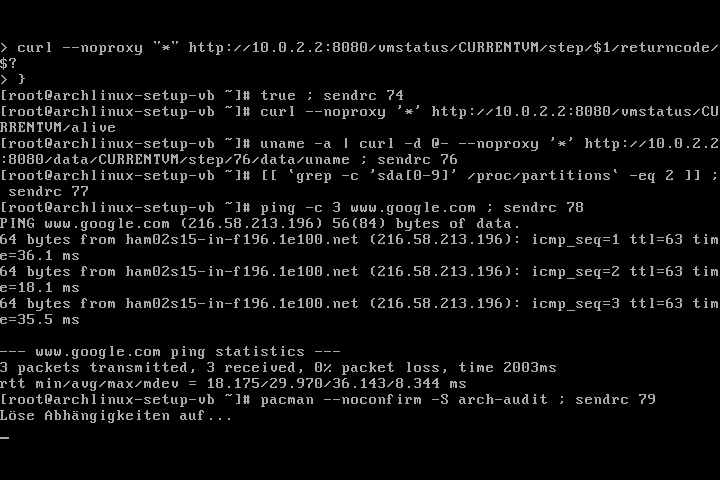 > curl --noproxy "*" http://10.0.2.2:8080/vmstatus/CURRENTVM/step/$1/returncode/
$?
> }
[root@archlinux-setup-vb ~]# true ; sendrc 74
[root@archlinux-setup-vb ~]# curl --noproxy '*' http://10.0.2.2:8080/vmstatus/CU
RRENTVM/alive
[root@archlinux-setup-vb ~]# uname -a | curl -d @- --noproxy '*' http://10.0.2.2
:8080/data/CURRENTVM/step/76/data/uname ; sendrc 76
[root@archlinux-setup-vb ~]# [[ `grep -c 'sda[0-9]' /proc/partitions` -eq 2 ]] ;
 sendrc 77
[root@archlinux-setup-vb ~]# ping -c 3 www.google.com ; sendrc 78
PING www.google.com (216.58.213.196) 56(84) bytes of data.
64 bytes from ham02s15-in-f196.1e100.net (216.58.213.196): icmp_seq=1 ttl=63 tim
e=36.1 ms
64 bytes from ham02s15-in-f196.1e100.net (216.58.213.196): icmp_seq=2 ttl=63 tim
e=18.1 ms
64 bytes from ham02s15-in-f196.1e100.net (216.58.213.196): icmp_seq=3 ttl=63 tim
e=35.5 ms
--- www.google.com ping statistics ---
3 packets transmitted, 3 received, 0% packet loss, time 2003ms
rtt min/avg/max/mdev = 18.175/29.970/36.143/8.344 ms
[root@archlinux-setup-vb ~]# pacman --noconfirm -S arch-audit ; sendrc 79
Löse Abhängigkeiten auf...